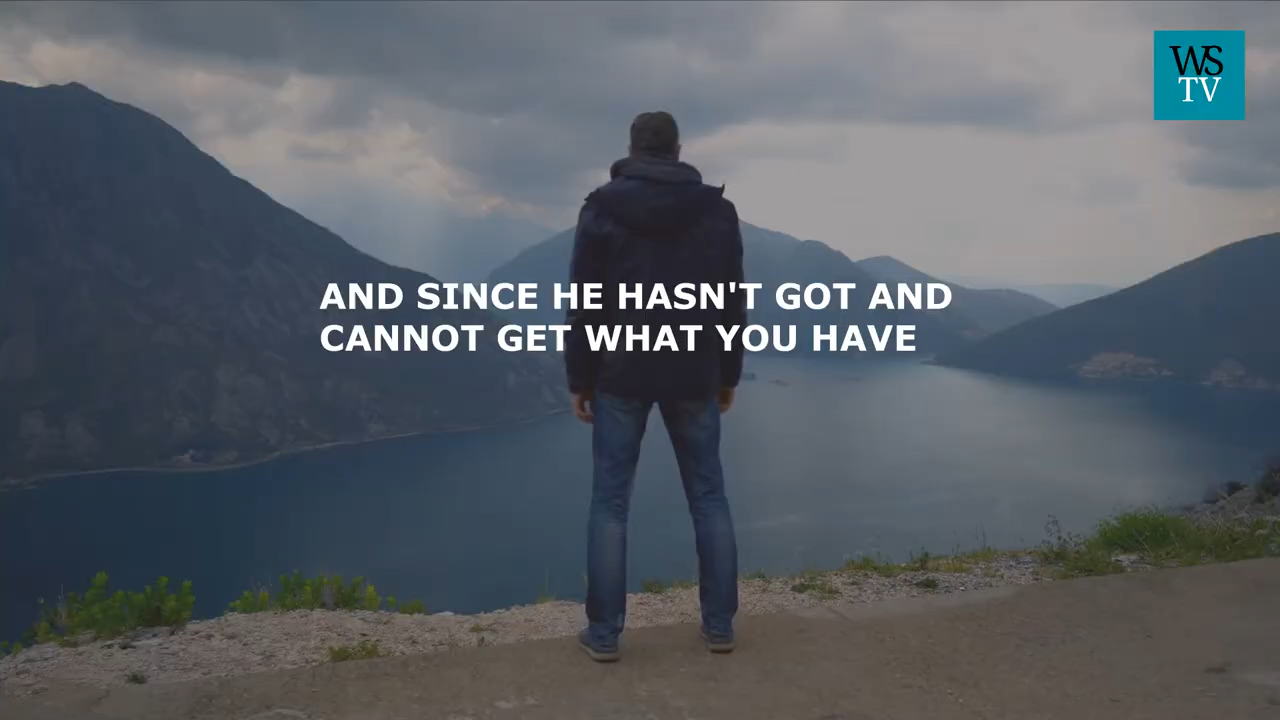 WS
TV
AND SINCE HE HASN'T GOT AND
CANNOT GET WHAT YOU HAVE